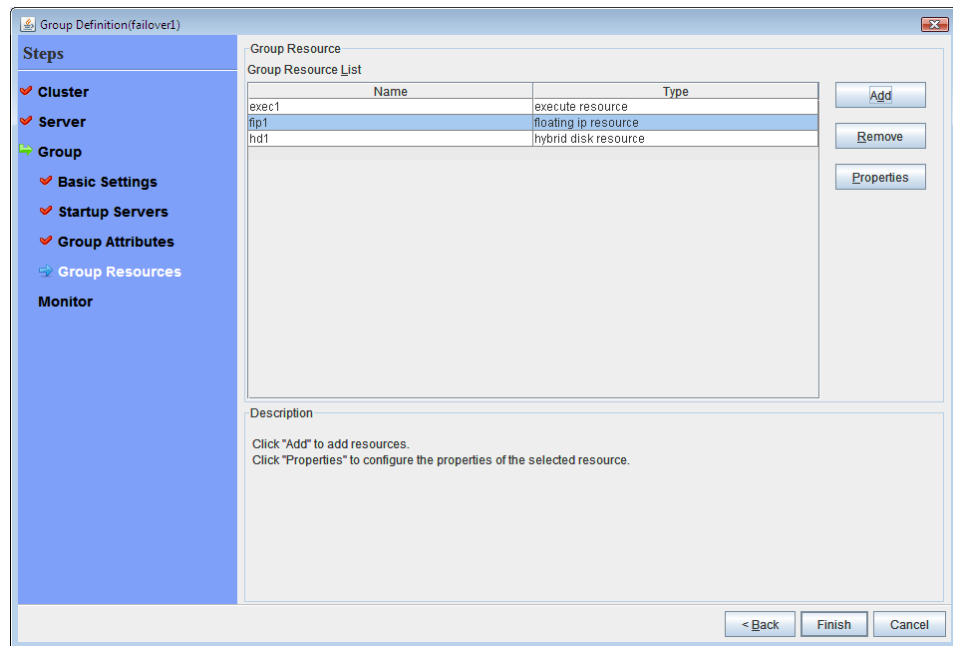 Group Definition(failover1)
Steps
Cluster
Server
Group
Basic Settings
Startup Servers
Group Attributes
Group Resources
Monitor
Group Resource
Group Resource List
Name Type
exec1 execute resource
fip1 floating ip resource
hd1 hybrid disk resource
Add
Remove
Properties
Description
Click "Add" to add resources.
Click "Properties" to configure the properties of the selected resource.
< Back Finish Cancel